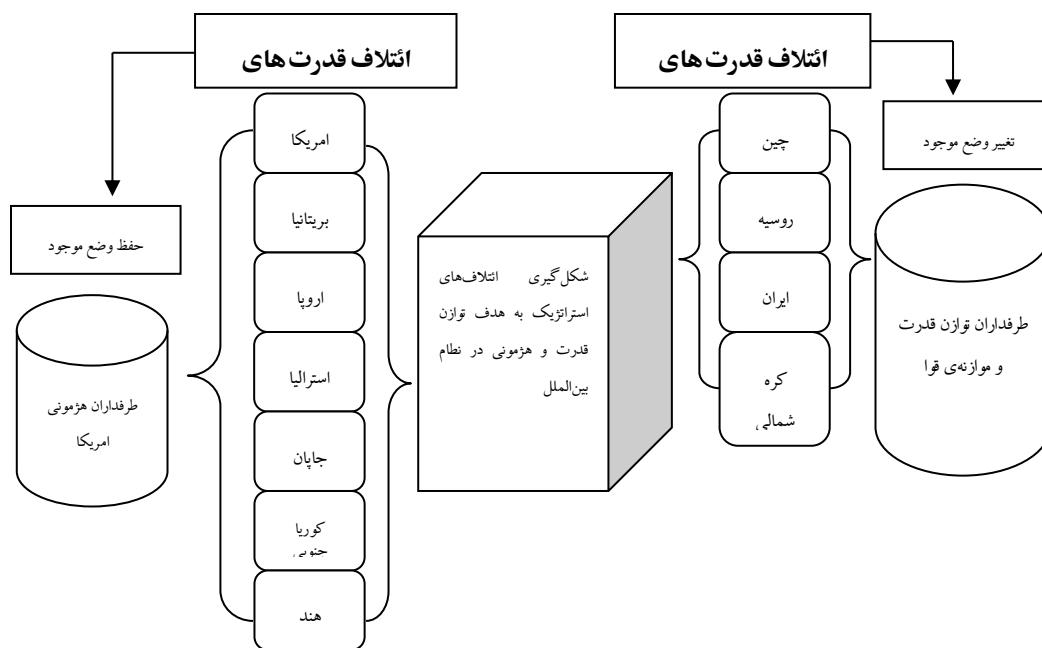 ائتلاف قدرت‌های
ائتلاف قدرت‌های
تغییر وضع موجود
چین
امریکا
روسیه
بریتانیا
حفظ وضع موجود
شکل‌گیری ائتلاف‌های
استراتژیک به هدف توازن
قدرت و هژمونی در نطام
بین‌الملل
ایران
اروپا
طرفداران توازن قدرت
و موازنه‌ی قوا
کره
شمالی
استرالیا
طرفداران هژمونی
امریکا
جاپان
کوریا
جنوبی
هند